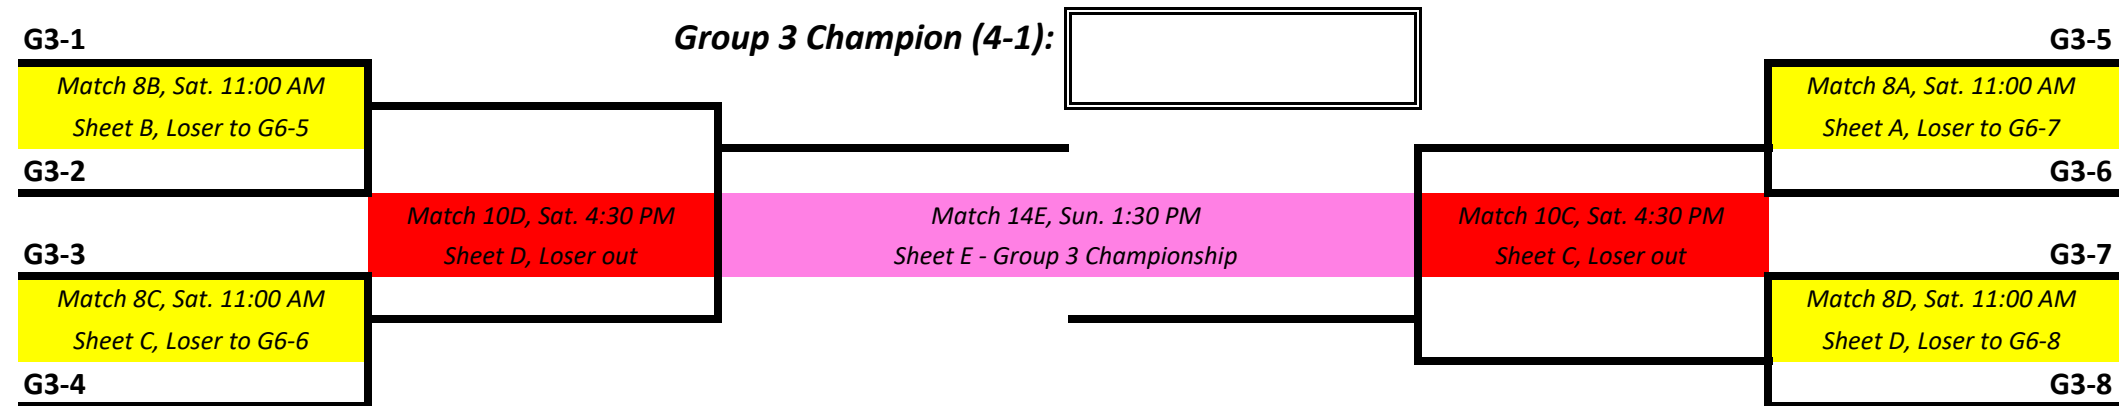 Group 3 Champion (4-1):
G3-1
Match 8B, Sat. 11:00 AM
Sheet B, Loser to G6-5
G3-2
G3-3
Match 8C, Sat. 11:00 AM
Sheet C, Loser to G6-6
G3-4
Match 10D, Sat. 4:30 PM
Sheet D, Loser out
Match 14E, Sun. 1:30 PM
Sheet E - Group 3 Championship
Match 10C, Sat. 4:30 PM
Sheet C, Loser out
G3-5
Match 8A, Sat. 11:00 AM
Sheet A, Loser to G6-7
G3-6
G3-7
Match 8D, Sat. 11:00 AM
Sheet D, Loser to G6-8
G3-8